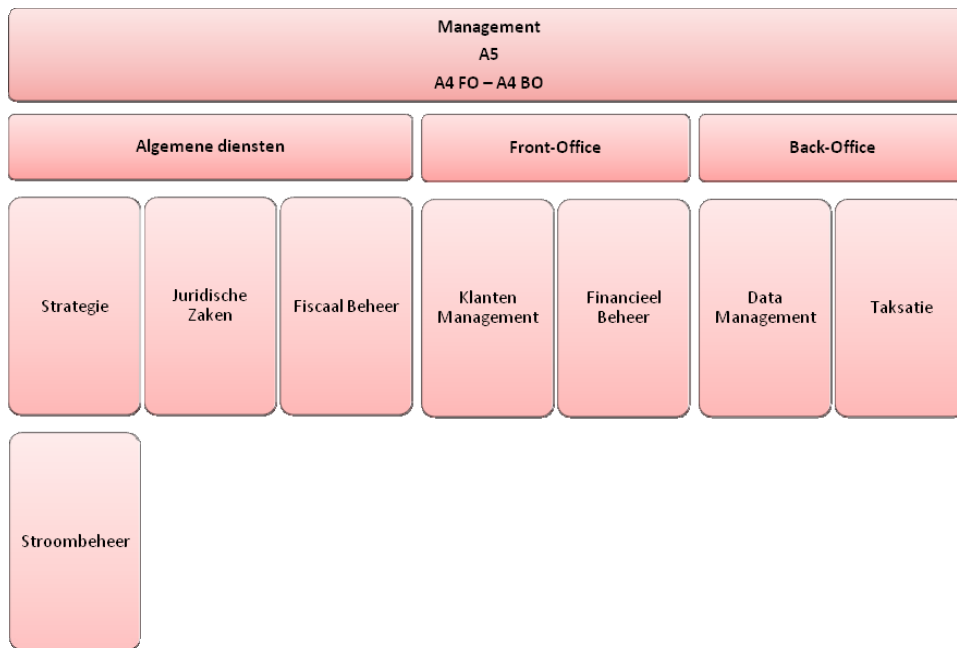 Management
A5
A4 FO – A4 BO
Algemene diensten
Front-Office
Back-Office
Strategie
Juridische
Zaken
Fiscaal Beheer
Klanten
Management
Financieel
Beheer
Data
Management
Taksatie
Stroombeheer